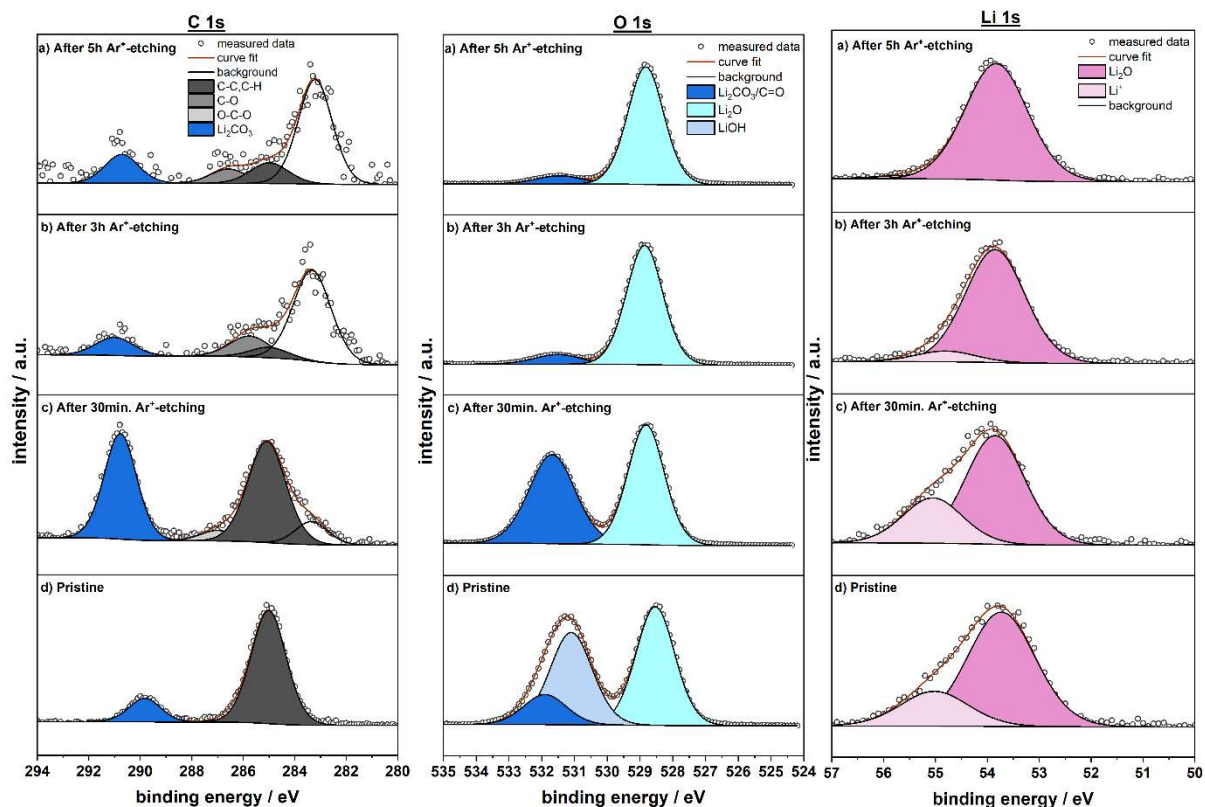 C 1s
a) After 5h Ar⁺-etching
measured data
curve fit
background
C-C,C-H
C-O
O-C-O
Li₂CO₃
b) After 3h Ar⁺-etching
c) After 30min. Ar⁺-etching
d) Pristine
intensity / a.u.
294 292 290 288 286 284 282 280
binding energy / eV
O 1s
a) After 5h Ar⁺-etching
measured data
curve fit
background
Li₂CO₃/C=O
Li₂O
LiOH
b) After 3h Ar⁺-etching
c) After 30min. Ar⁺-etching
d) Pristine
intensity / a.u.
535 534 533 532 531 530 529 528 527 526 525 524
binding energy / eV
Li 1s
a) After 5h Ar⁺-etching
measured data
curve fit
Li₂O
Li⁺
background
b) After 3h Ar⁺-etching
c) After 30min. Ar⁺-etching
d) Pristine
intensity / a.u.
57 56 55 54 53 52 51 50
binding energy / eV